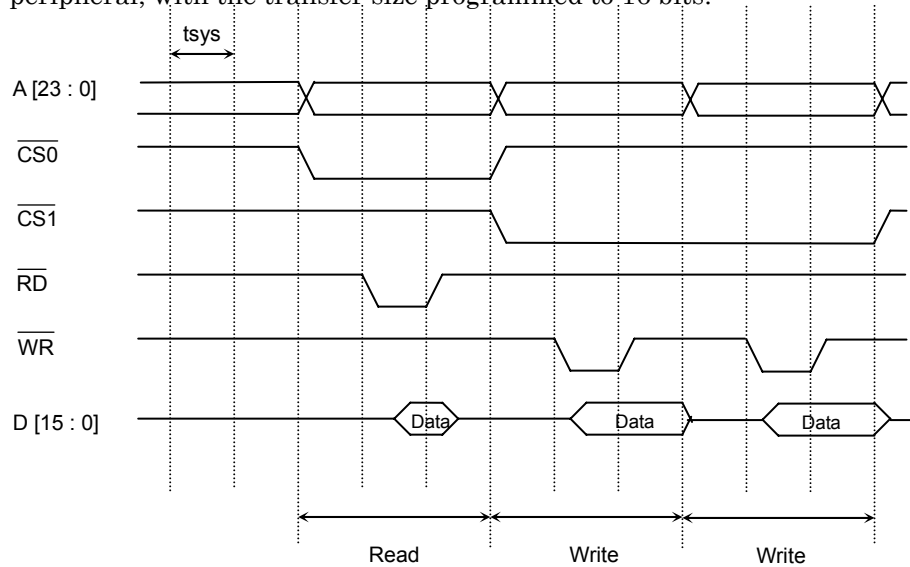 peripheral, with the transfer size programmed to 16 bits.
tsys
A [23 : 0]
CS0
CS1
RD
WR
D [15 : 0]
Data
Data
Data
Read
Write
Write